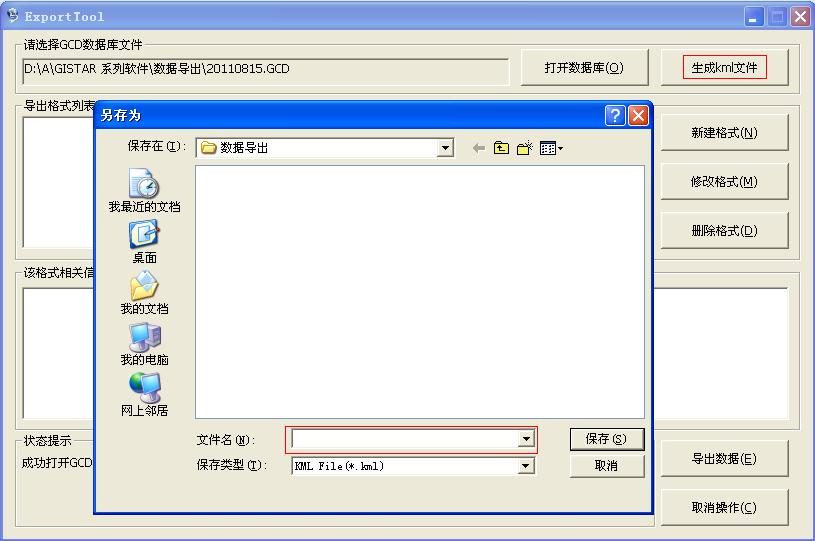 ExportTool
请选择GCD数据库文件
D:\A\GISTAR 系列软件\数据导出\20110815.GCD
打开数据库(O)
生成kml文件
导出格式列表
新建格式(N)
修改格式(M)
删除格式(D)
另存为
保存在(I):
数据导出
我最近的文档
桌面
我的文档
我的电脑
网上邻居
文件名(N):
保存(S)
保存类型(T):
KML File(*.kml)
取消
该格式相关信
状态提示
成功打开GCD
导出数据(E)
取消操作(C)